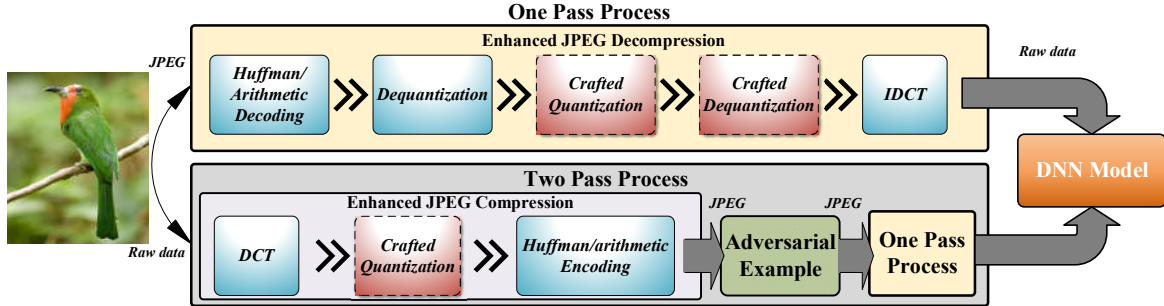 One Pass Process
Enhanced JPEG Decompression
JPEG
Huffman/
Arithmetic
Decoding
Dequantization
Crafted
Quantization
Crafted
Dequantization
IDCT
Raw data
DNN Model
Two Pass Process
Enhanced JPEG Compression
Raw data
DCT
Crafted
Quantization
Huffman/arithmetic
Encoding
JPEG
Adversarial
Example
JPEG
One Pass
Process